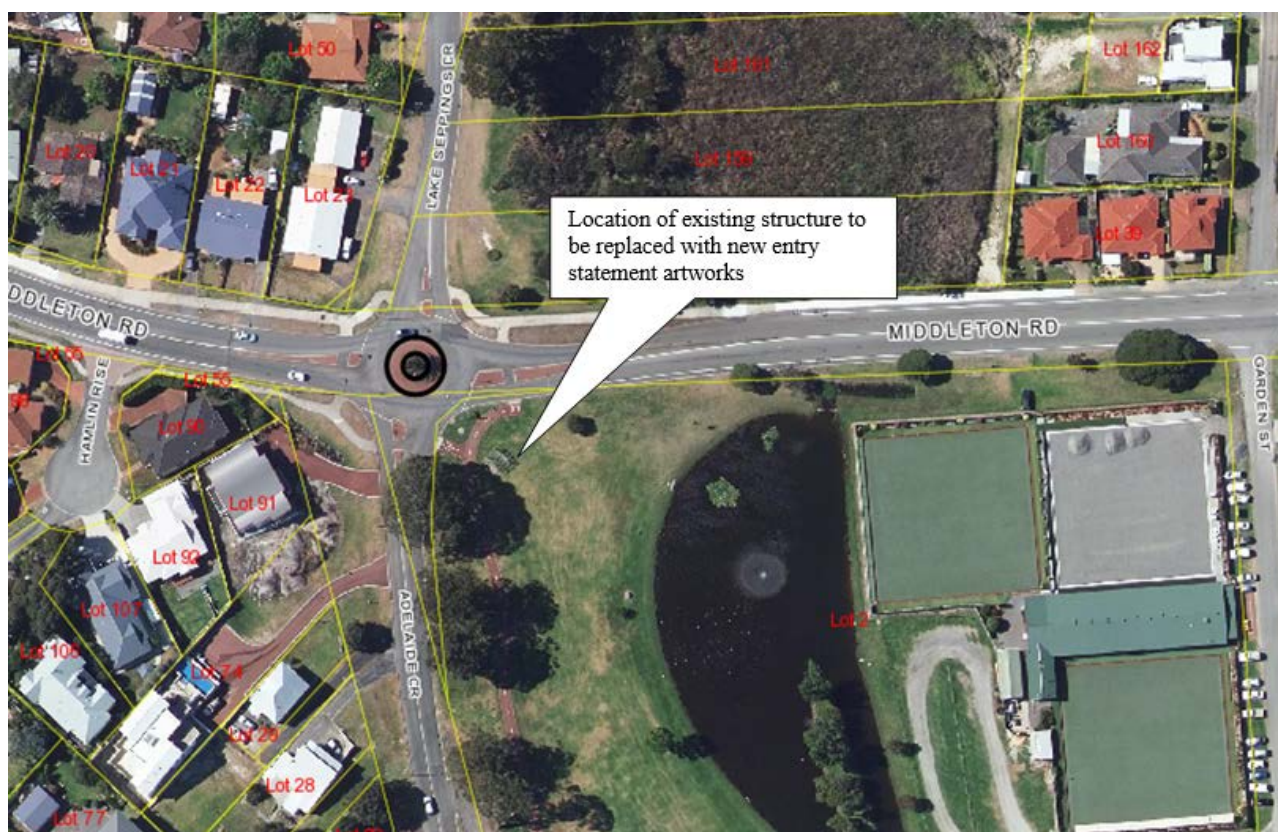 Lot 50
LAKE SEPPINGS CR
Lot 161
Lot 162
Lot 20
Lot 21
Lot 22
Lot 23
Lot 159
Lot 160
Location of existing structure to
be replaced with new entry
statement artworks
Lot 39
MIDDLETON RD
DDLETON RD
HAMLIN RISE
Lot 55
Lot 90
GARDEN ST
Lot 91
Lot 92
Lot 107
ADELAIDE CR
Lot 2
Lot 106
Lot 74
Lot 29
Lot 28
Lot 77